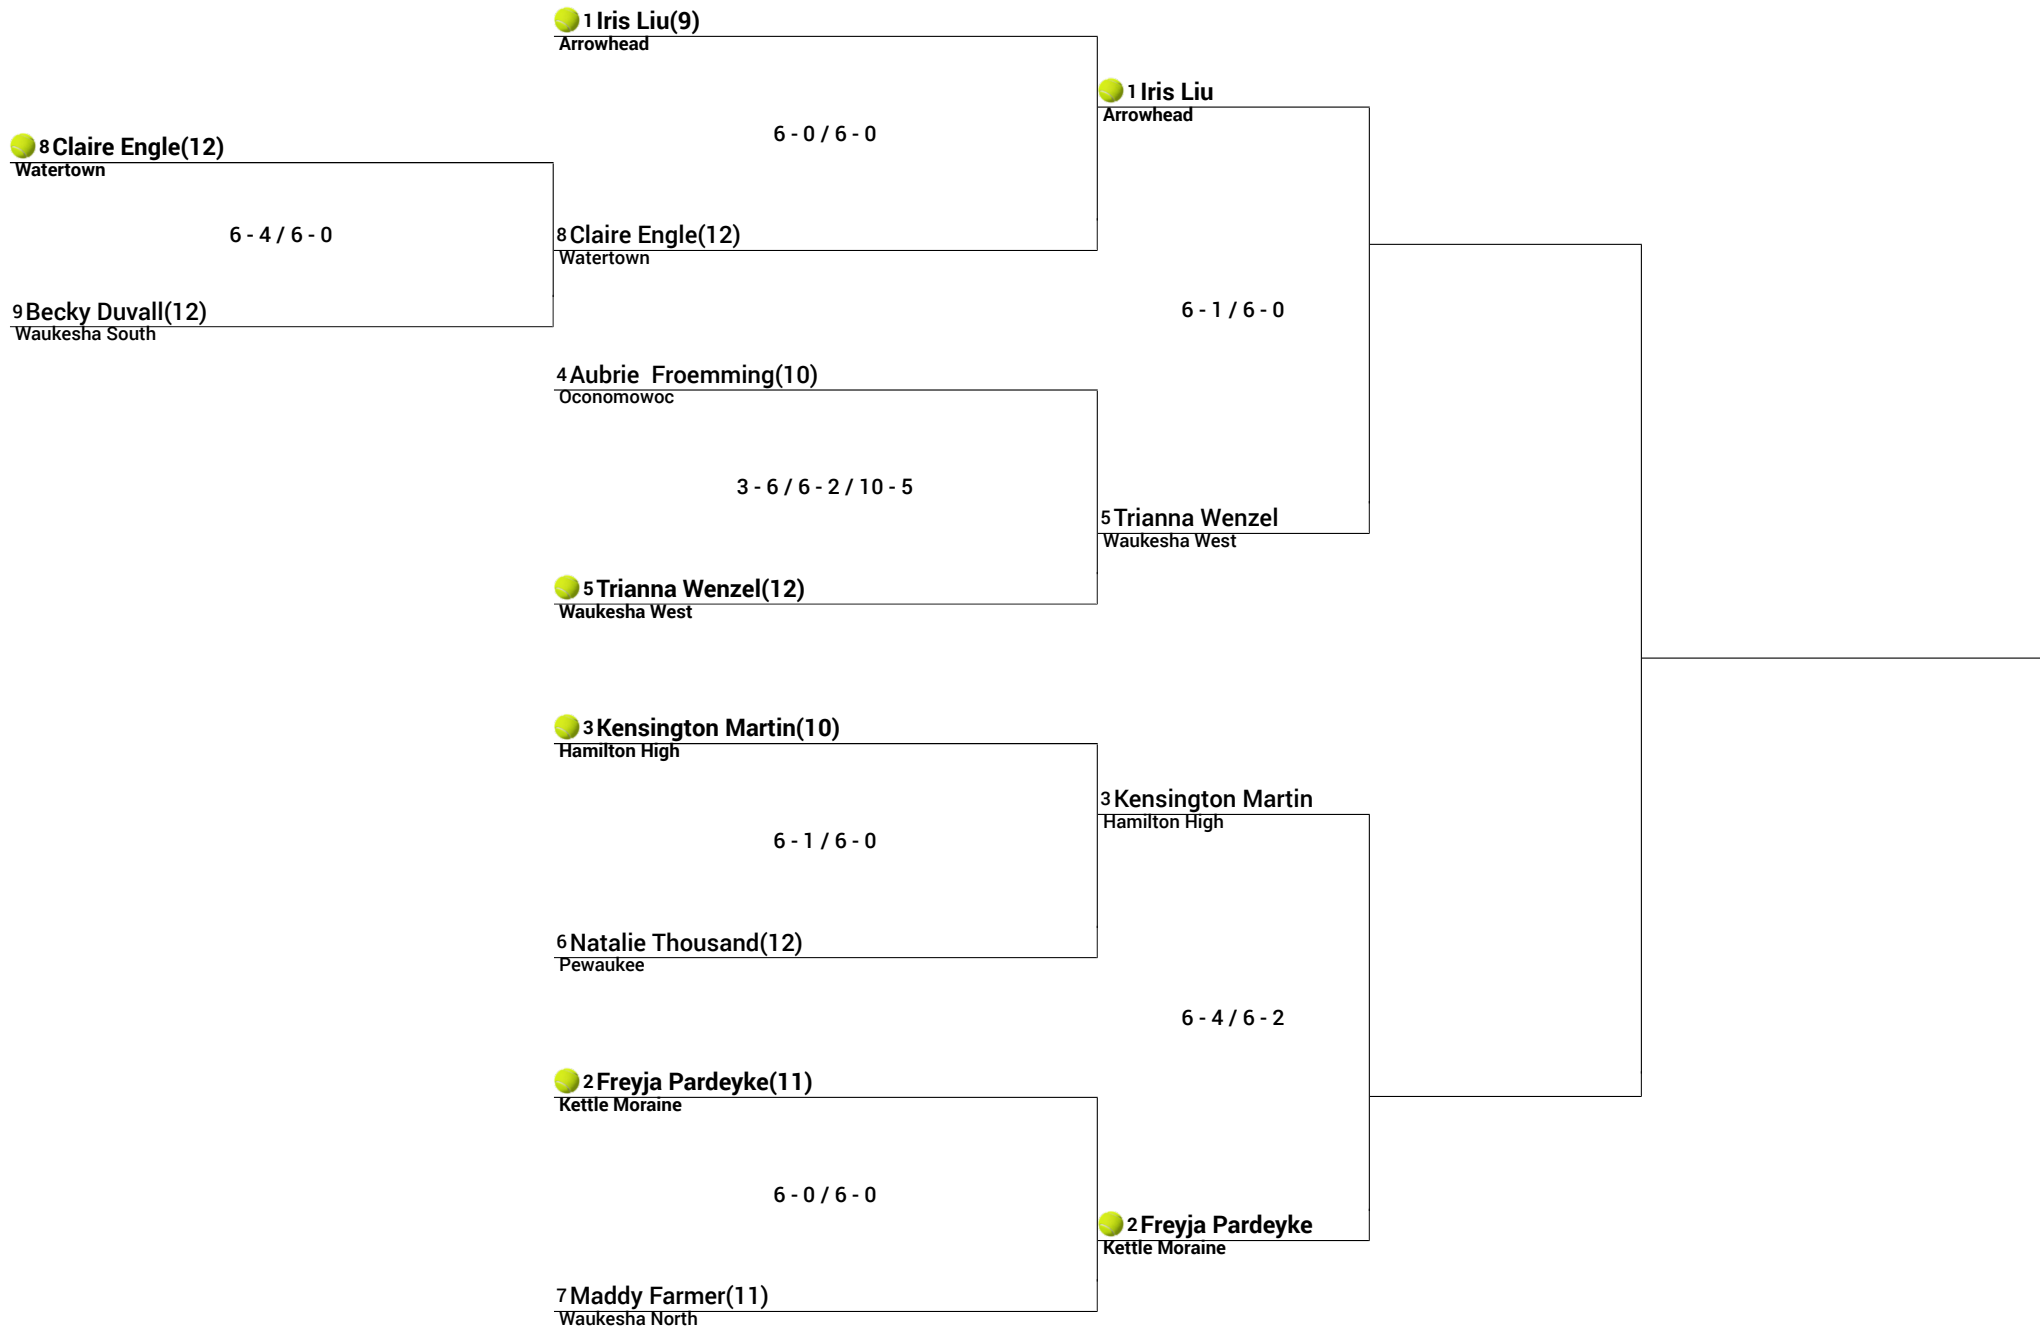 1 Iris Liu(9)
Arrowhead
6 - 0 / 6 - 0
1 Iris Liu
Arrowhead
8 Claire Engle(12)
Watertown
6 - 4 / 6 - 0
8 Claire Engle(12)
Watertown
9 Becky Duvall(12)
Waukesha South
6 - 1 / 6 - 0
4 Aubrie  Froemming(10)
Oconomowoc
3 - 6 / 6 - 2 / 10 - 5
5 Trianna Wenzel
Waukesha West
5 Trianna Wenzel(12)
Waukesha West
3 Kensington Martin(10)
Hamilton High
3 Kensington Martin
Hamilton High
6 - 1 / 6 - 0
6 Natalie Thousand(12)
Pewaukee
6 - 4 / 6 - 2
2 Freyja Pardeyke(11)
Kettle Moraine
6 - 0 / 6 - 0
2 Freyja Pardeyke
Kettle Moraine
7 Maddy Farmer(11)
Waukesha North